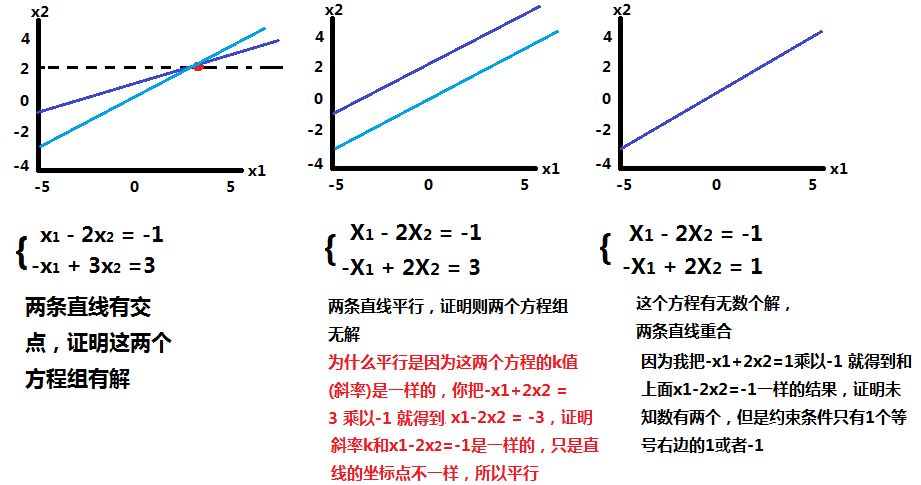 x2
4
2
0
-2
-4
-5
0
5
x1
x1 - 2x2 = -1
-x1 + 3x2 =3
两条直线有交
点，证明这两个
方程组有解
x2
4
2
0
-2
-4
-5
0
5
x1
X1 - 2X2 = -1
-X1 + 2X2 = 3
两条直线平行，证明则两个方程组
无解
为什么平行是因为这两个方程的k值
(斜率)是一样的，你把-x1+2x2 =
3 乘以-1 就得到 x1-2x2 = -3，证明
斜率k和x1-2x2=-1是一样的，只是直
线的坐标点不一样，所以平行
x2
4
2
0
-2
-4
-5
0
5
x1
X1 - 2X2 = -1
-X1 + 2X2 = 1
这个方程有无数个解，
两条直线重合
因为我把-x1+2x2=1乘以-1 就得到和
上面x1-2x2=-1一样的结果，证明未
知数有两个，但是约束条件只有1个等
号右边的1或者-1